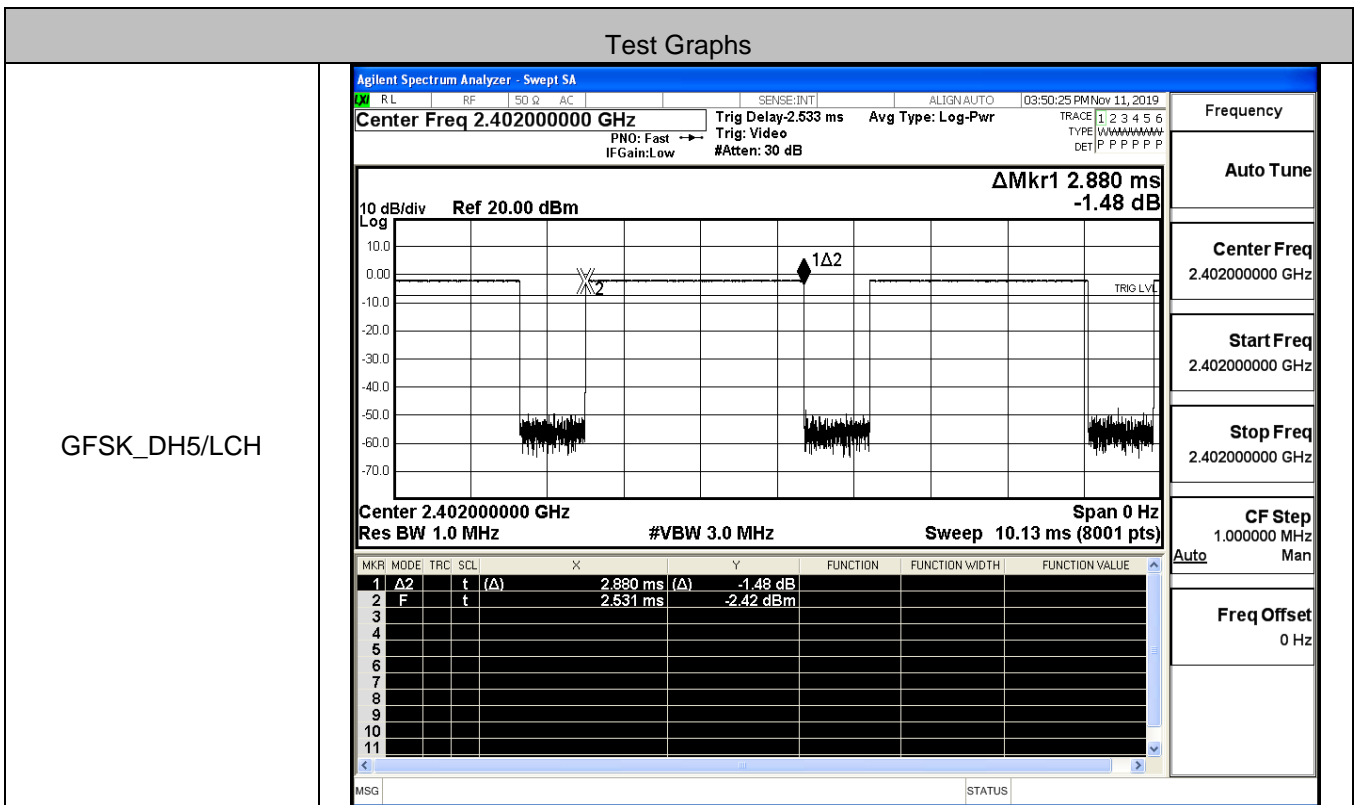 Test Graphs
GFSK_DH5/LCH
Agilent Spectrum Analyzer - Swept SA
LXI RL RF 50 Ω AC SENSE:INT ALIGNAUTO 03:50:25 PMNov 11, 2019
Center Freq 2.402000000 GHz Trig Delay-2.533 ms Avg Type: Log-Pwr TRACE 1 2 3 4 5 6
PNO: Fast Trig: Video TYPE WWWWWWW
IFGain:Low #Atten: 30 dB DET P P P P P P
ΔMkr1 2.880 ms
-1.48 dB
10 dB/div Ref 20.00 dBm
Log
10.0
0.00
-10.0
-20.0
-30.0
-40.0
-50.0
-60.0
-70.0
1Δ2
2
TRIG LVL
Center 2.402000000 GHz Span 0 Hz
Res BW 1.0 MHz #VBW 3.0 MHz Sweep 10.13 ms (8001 pts)
MKR MODE TRC SCL X Y FUNCTION FUNCTION WIDTH FUNCTION VALUE
1 Δ2 t (Δ) 2.880 ms (Δ) -1.48 dB
2 F t 2.531 ms -2.42 dBm
3
4
5
6
7
8
9
10
11
MSG STATUS
Frequency
Auto Tune
Center Freq
2.402000000 GHz
Start Freq
2.402000000 GHz
Stop Freq
2.402000000 GHz
CF Step
1.000000 MHz
Auto Man
Freq Offset
0 Hz